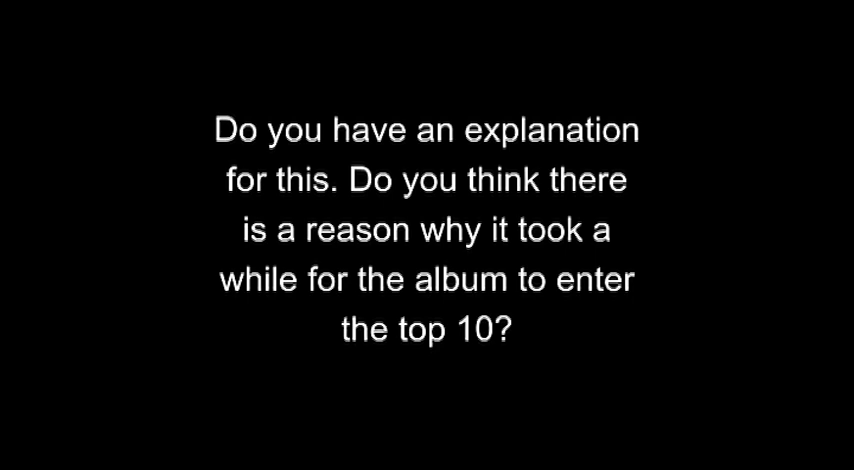 Do you have an explanation
for this. Do you think there
is a reason why it took a
while for the album to enter
the top 10?